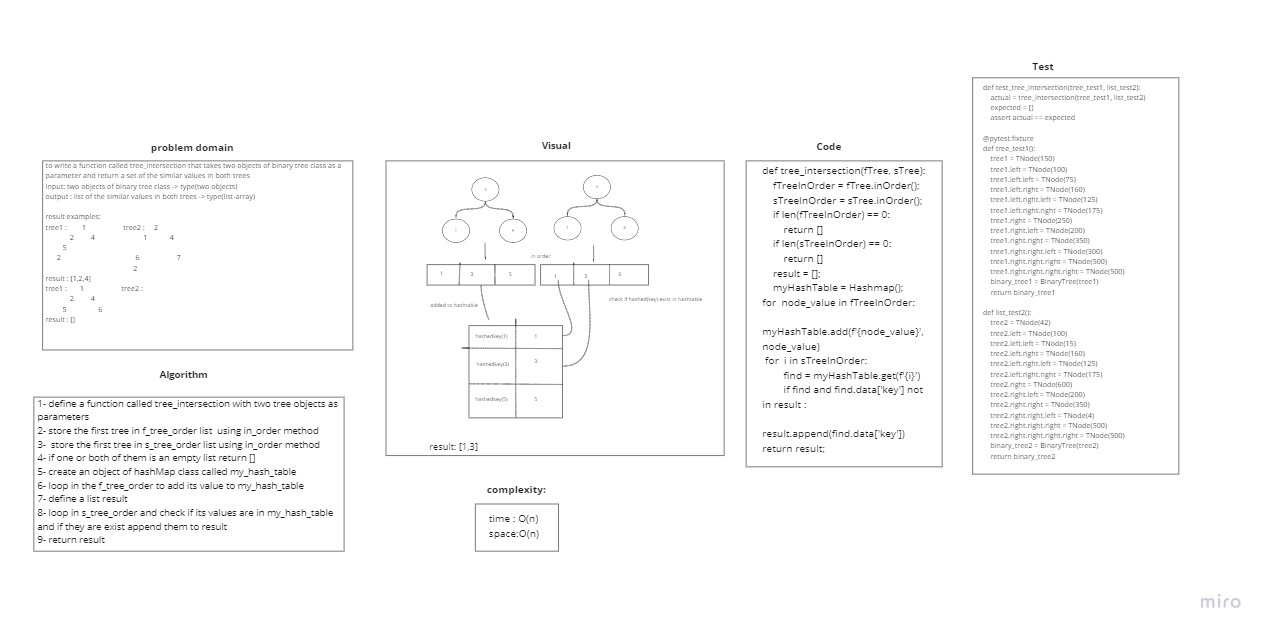 problem domain
to write a function called tree_intersection that takes two objects of binary tree class as a
parameter and return a set of the similar values in both trees
input: two objects of binary tree class -> type(two objects)
output : list of the similar values in both trees -> type(list-array)
result examples:
tree1 : 1 tree2 : 2
2 4 1 4
5
2 6 7
2
result : [1,2,4]
tree1 : 1 tree2 :
2 4
5 6
result : []
Algorithm
1- define a function called tree_intersection with two tree objects as
parameters
2- store the first tree in f_tree_order list using in_order method
3- store the first tree in s_tree_order list using in_order method
4- if one or both of them is an empty list return []
5- create an object of hashMap class called my_hash_table
6- loop in the f_tree_order to add its value to my_hash_table
7- define a list result
8- loop in s_tree_order and check if its values are in my_hash_table
and if they are exist append them to result
9- return result
Visual
in order
1 3 5 1 3 6
added to hashtable
check if hashed(key) exist in hashtable
hashedkey(1) 1
hashedkey(3) 3
hashedkey(5) 5
result: [1,3]
complexity:
time : O(n)
space:O(n)
Code
def tree_intersection(fTree, sTree):
fTreeInOrder = fTree.inOrder();
sTreeInOrder = sTree.inOrder();
if len(fTreeInOrder) == 0:
return []
if len(sTreeInOrder) == 0:
return []
result = [];
myHashTable = Hashmap();
for node_value in fTreeInOrder:
myHashTable.add(f'{node_value}',
node_value)
for i in sTreeInOrder:
find = myHashTable.get(f'{i}')
if find and find.data['key'] not
in result :
result.append(find.data['key'])
return result;
Test
def test_tree_intersection(tree_test1, list_test2):
actual = tree_intersection(tree_test1, list_test2)
expected = []
assert actual == expected
@pytest.fixture
def tree_test1():
tree1 = TNode(150)
tree1.left = TNode(100)
tree1.left.left = TNode(75)
tree1.left.right = TNode(160)
tree1.left.right.left = TNode(125)
tree1.left.right.right = TNode(175)
tree1.right = TNode(250)
tree1.right.left = TNode(200)
tree1.right.right = TNode(350)
tree1.right.right.left = TNode(300)
tree1.right.right.right = TNode(500)
tree1.right.right.right.right = TNode(500)
binary_tree1 = BinaryTree(tree1)
return binary_tree1
def list_test2():
tree2 = TNode(42)
tree2.left = TNode(100)
tree2.left.left = TNode(15)
tree2.left.right = TNode(160)
tree2.left.right.left = TNode(125)
tree2.left.right.right = TNode(175)
tree2.right = TNode(600)
tree2.right.left = TNode(200)
tree2.right.right = TNode(350)
tree2.right.right.left = TNode(4)
tree2.right.right.right = TNode(500)
tree2.right.right.right.right = TNode(500)
binary_tree2 = BinaryTree(tree2)
return binary_tree2
miro